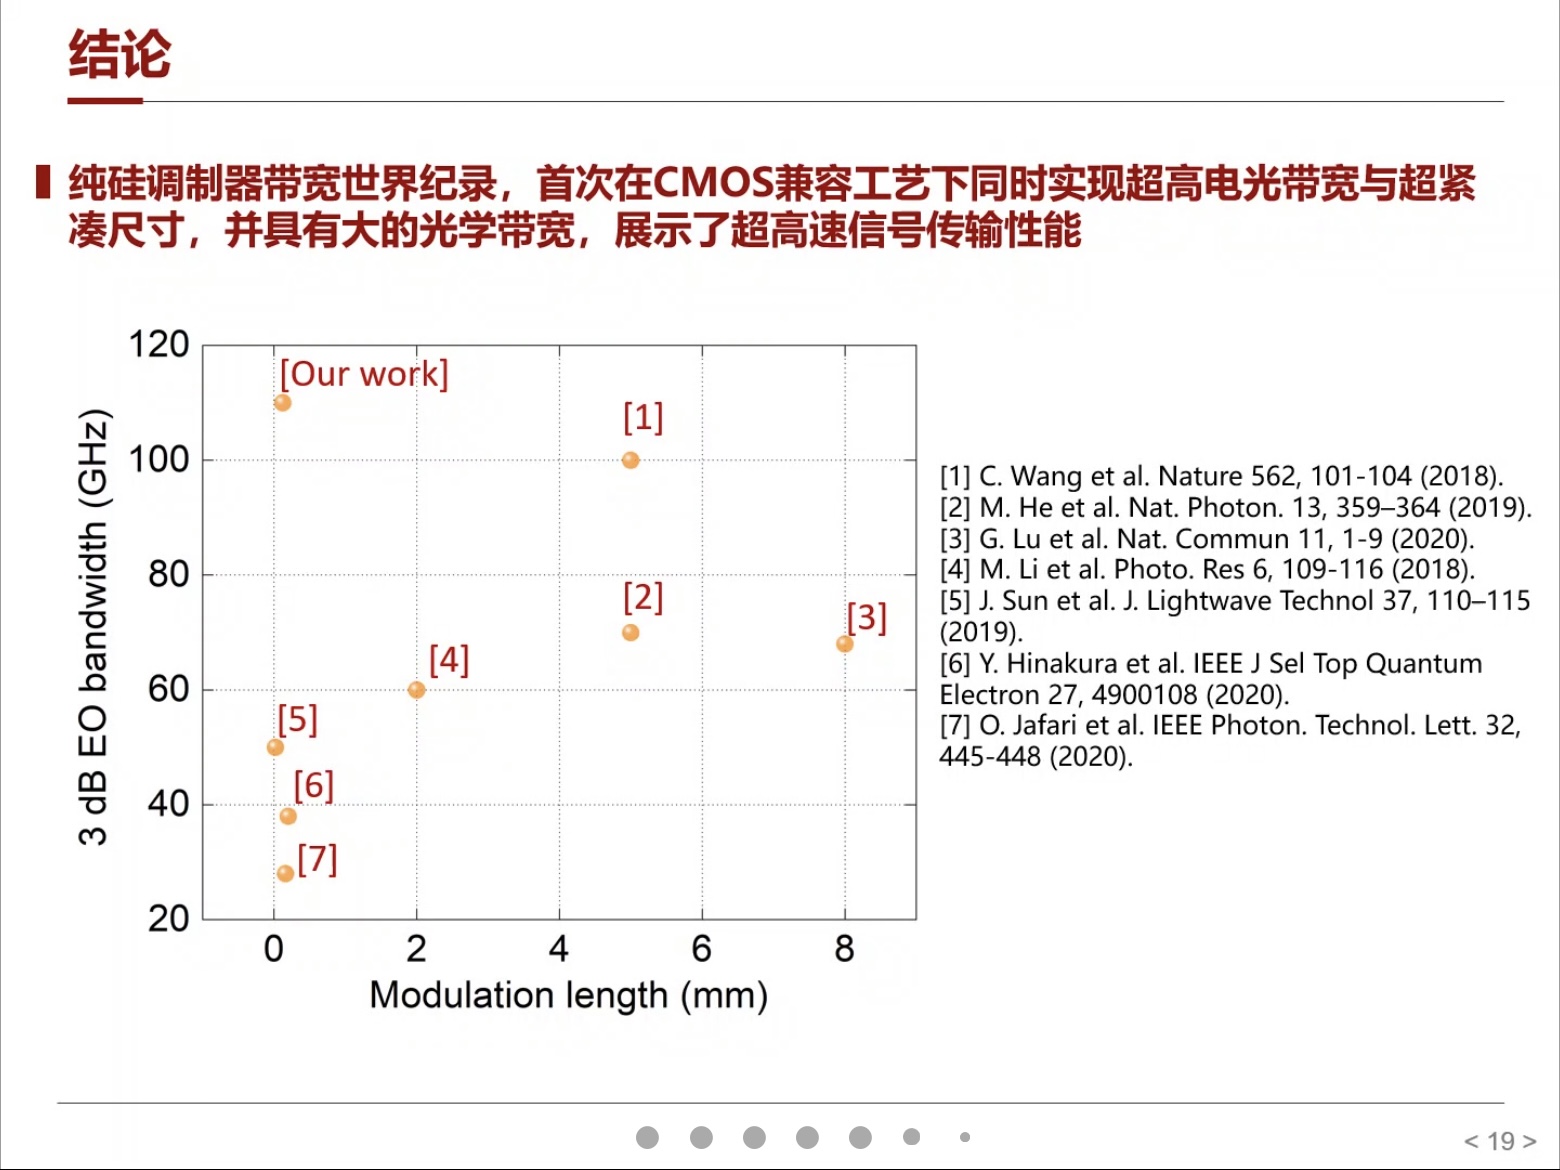 结论
纯硅调制器带宽世界纪录，首次在CMOS兼容工艺下同时实现超高电光带宽与超紧
凑尺寸，并具有大的光学带宽，展示了超高速信号传输性能
120
[Our work]
[1]
100
[1] C. Wang et al. Nature 562, 101-104 (2018).
[2] M. He et al. Nat. Photon. 13, 359–364 (2019).
[3] G. Lu et al. Nat. Commun 11, 1-9 (2020).
[4] M. Li et al. Photo. Res 6, 109-116 (2018).
[5] J. Sun et al. J. Lightwave Technol 37, 110–115
(2019).
[6] Y. Hinakura et al. IEEE J Sel Top Quantum
Electron 27, 4900108 (2020).
[7] O. Jafari et al. IEEE Photon. Technol. Lett. 32,
445-448 (2020).
80
[2]
[3]
[4]
60
[5]
[6]
40
[7]
20
3 dB EO bandwidth (GHz)
0 2 4 6 8
Modulation length (mm)
< 19 >